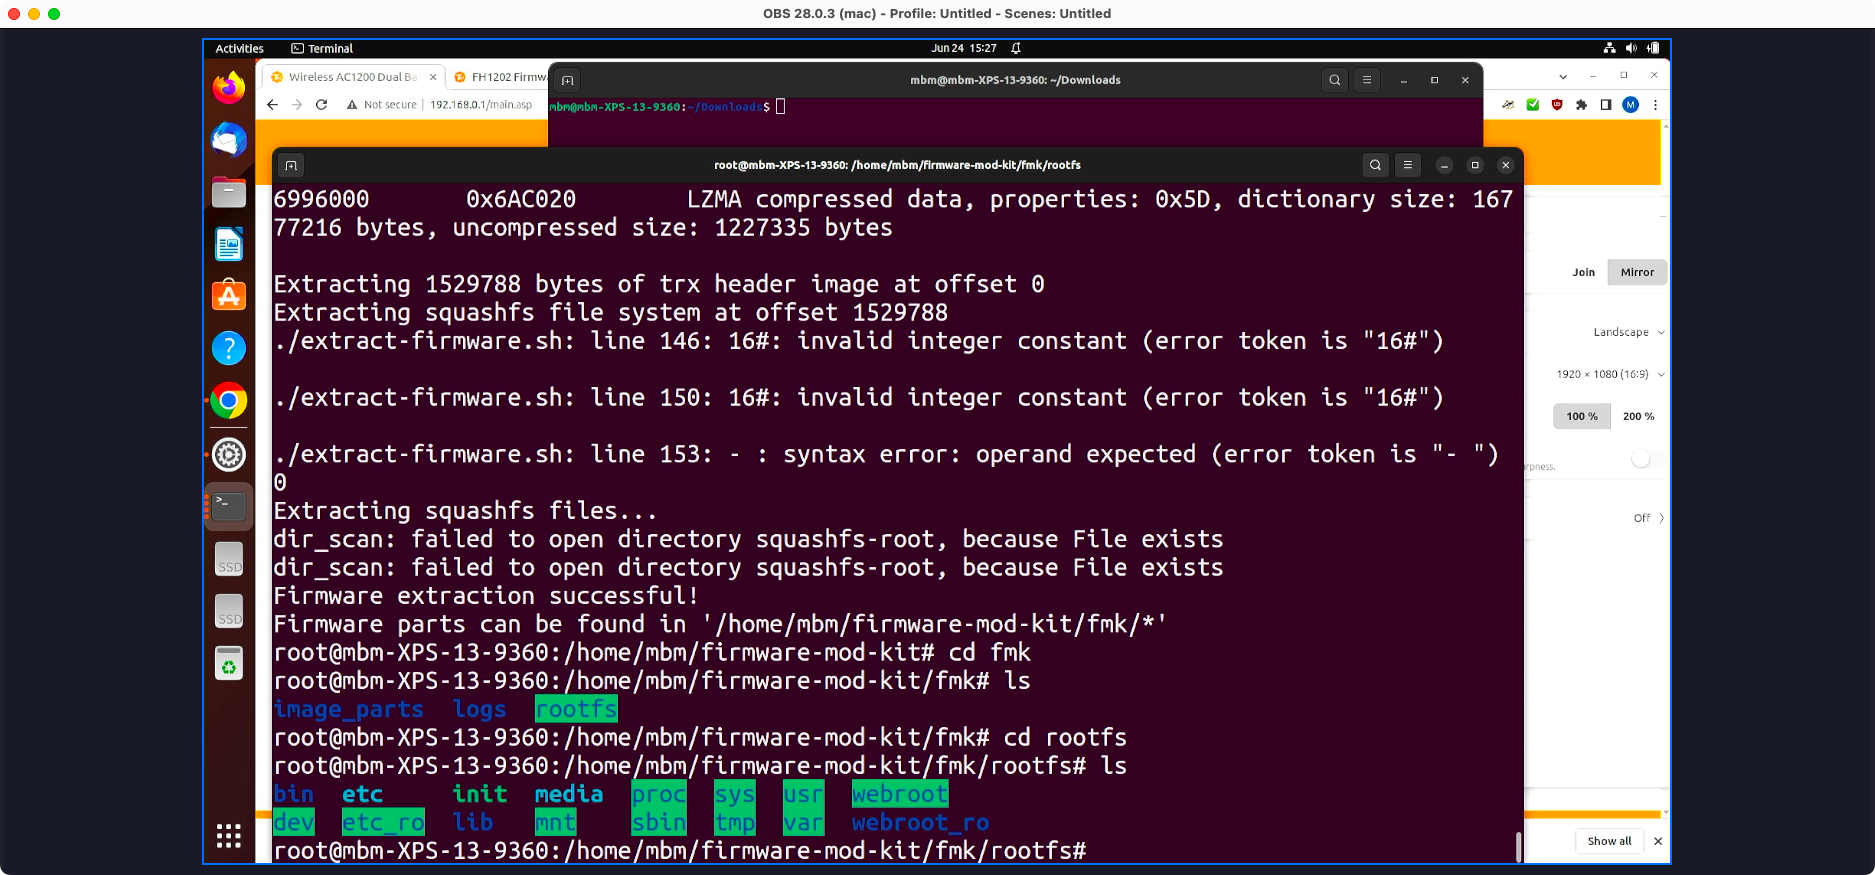 OBS 28.0.3 (mac) - Profile: Untitled - Scenes: Untitled
Activities
Terminal
Jun 24 15:27
Wireless AC1200 Dual Ba
FH1202 Firmwa
mbm@mbm-XPS-13-9360: ~/Downloads
Not secure
192.168.0.1/main.asp
mbm@mbm-XPS-13-9360:~/Downloads$
M
root@mbm-XPS-13-9360: /home/mbm/firmware-mod-kit/fmk/rootfs
6996000 0x6AC020 LZMA compressed data, properties: 0x5D, dictionary size: 167
77216 bytes, uncompressed size: 1227335 bytes
Extracting 1529788 bytes of trx header image at offset 0
Extracting squashfs file system at offset 1529788
./extract-firmware.sh: line 146: 16#: invalid integer constant (error token is "16#")
./extract-firmware.sh: line 150: 16#: invalid integer constant (error token is "16#")
./extract-firmware.sh: line 153: - : syntax error: operand expected (error token is "- ")
0
Extracting squashfs files...
dir_scan: failed to open directory squashfs-root, because File exists
dir_scan: failed to open directory squashfs-root, because File exists
Firmware extraction successful!
Firmware parts can be found in '/home/mbm/firmware-mod-kit/fmk/*'
root@mbm-XPS-13-9360:/home/mbm/firmware-mod-kit# cd fmk
root@mbm-XPS-13-9360:/home/mbm/firmware-mod-kit/fmk# ls
image_parts logs rootfs
root@mbm-XPS-13-9360:/home/mbm/firmware-mod-kit/fmk# cd rootfs
root@mbm-XPS-13-9360:/home/mbm/firmware-mod-kit/fmk/rootfs# ls
bin etc init media proc sys usr webroot
dev etc_ro lib mnt sbin tmp var webroot_ro
root@mbm-XPS-13-9360:/home/mbm/firmware-mod-kit/fmk/rootfs#
Join
Mirror
Landscape
1920 × 1080 (16:9)
100 %
200 %
rpness.
Off
Show all
SSD
SSD